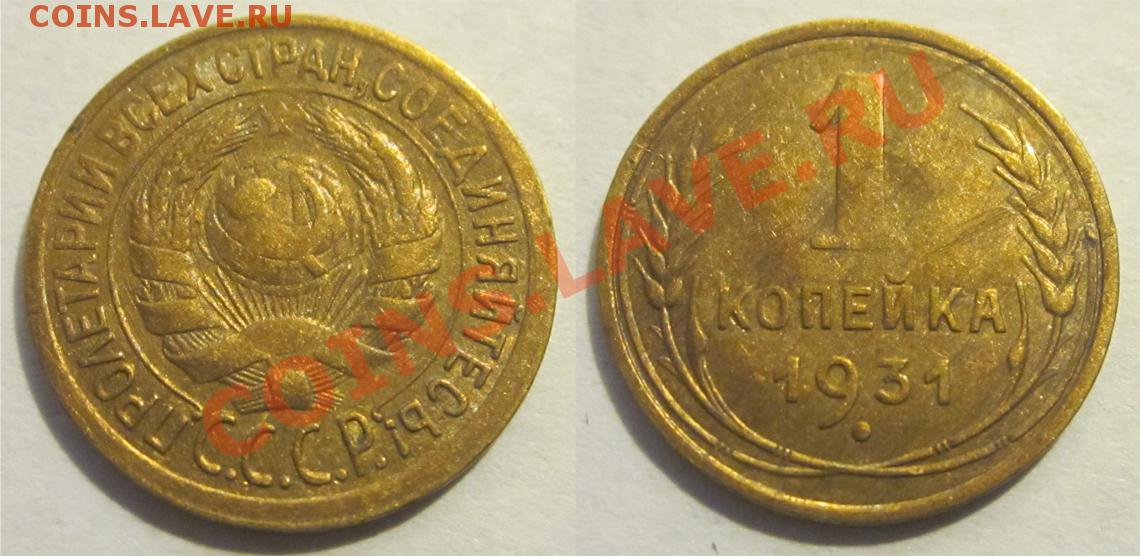 COINS.LAVE.RU
ПРОЛЕТАРИИ ВСЕХ СТРАН, СОЕДИНЯЙТЕСЬ!
С.С.С.Р.
1
КОПЕЙКА
1931
COINS.LAVE.RU